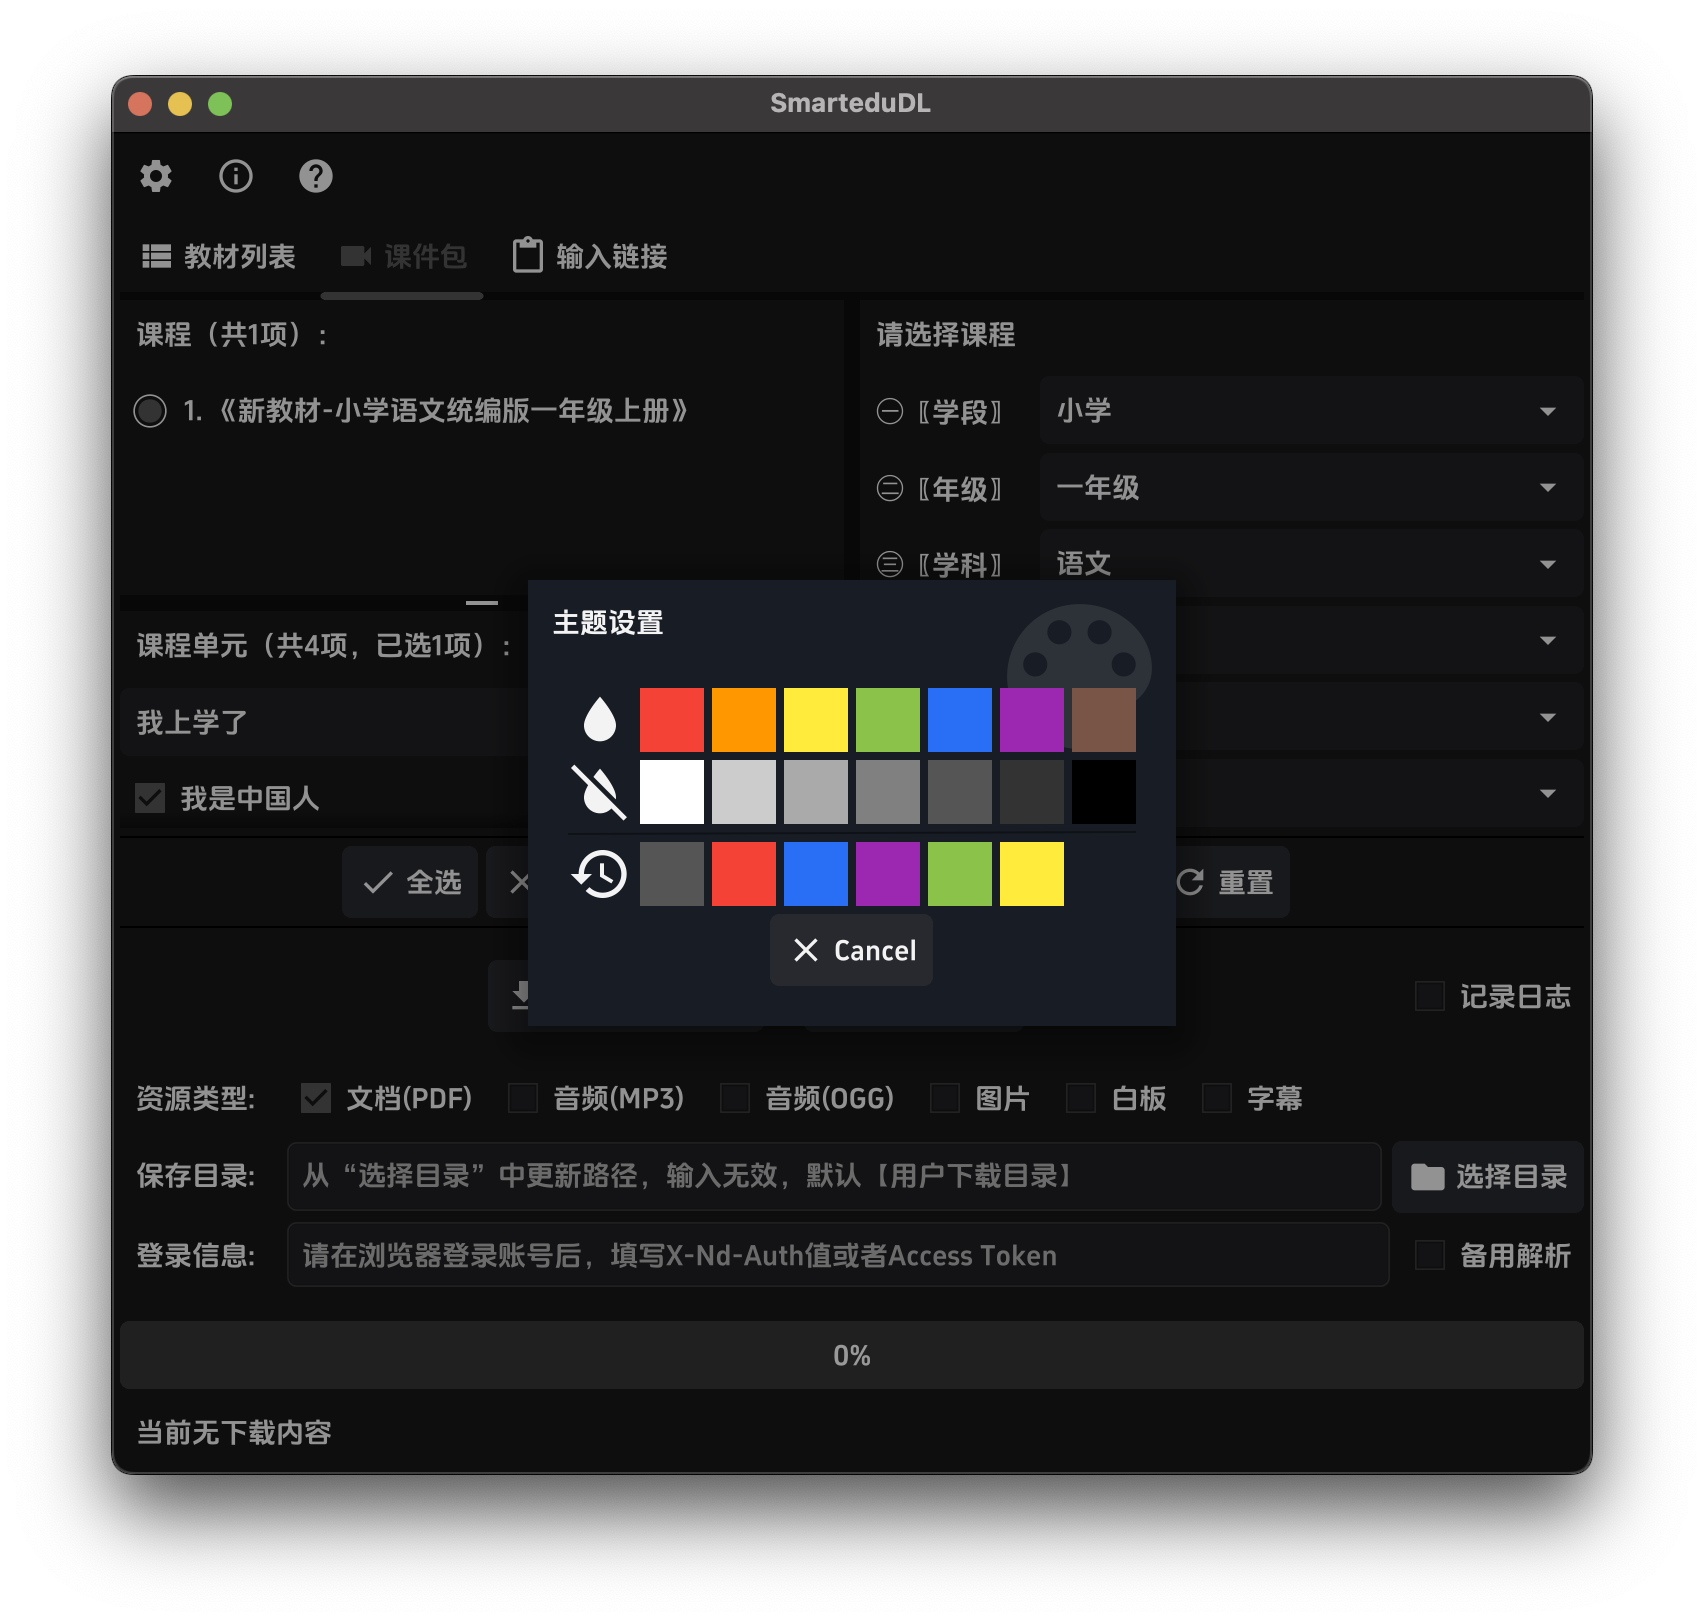 SmarteduDL
教材列表 课件包 输入链接
课程（共1项）:
1. 《新教材-小学语文统编版一年级上册》
请选择课程
㊀〖学段〗 小学
㊁〖年级〗 一年级
㊂〖学科〗 语文
课程单元（共4项，已选1项）:
我上学了
我是中国人
主题设置
Cancel
全选
重置
记录日志
资源类型: 文档(PDF) 音频(MP3) 音频(OGG) 图片 白板 字幕
保存目录: 从“选择目录”中更新路径，输入无效，默认【用户下载目录】 选择目录
登录信息: 请在浏览器登录账号后，填写X-Nd-Auth值或者Access Token 备用解析
0%
当前无下载内容